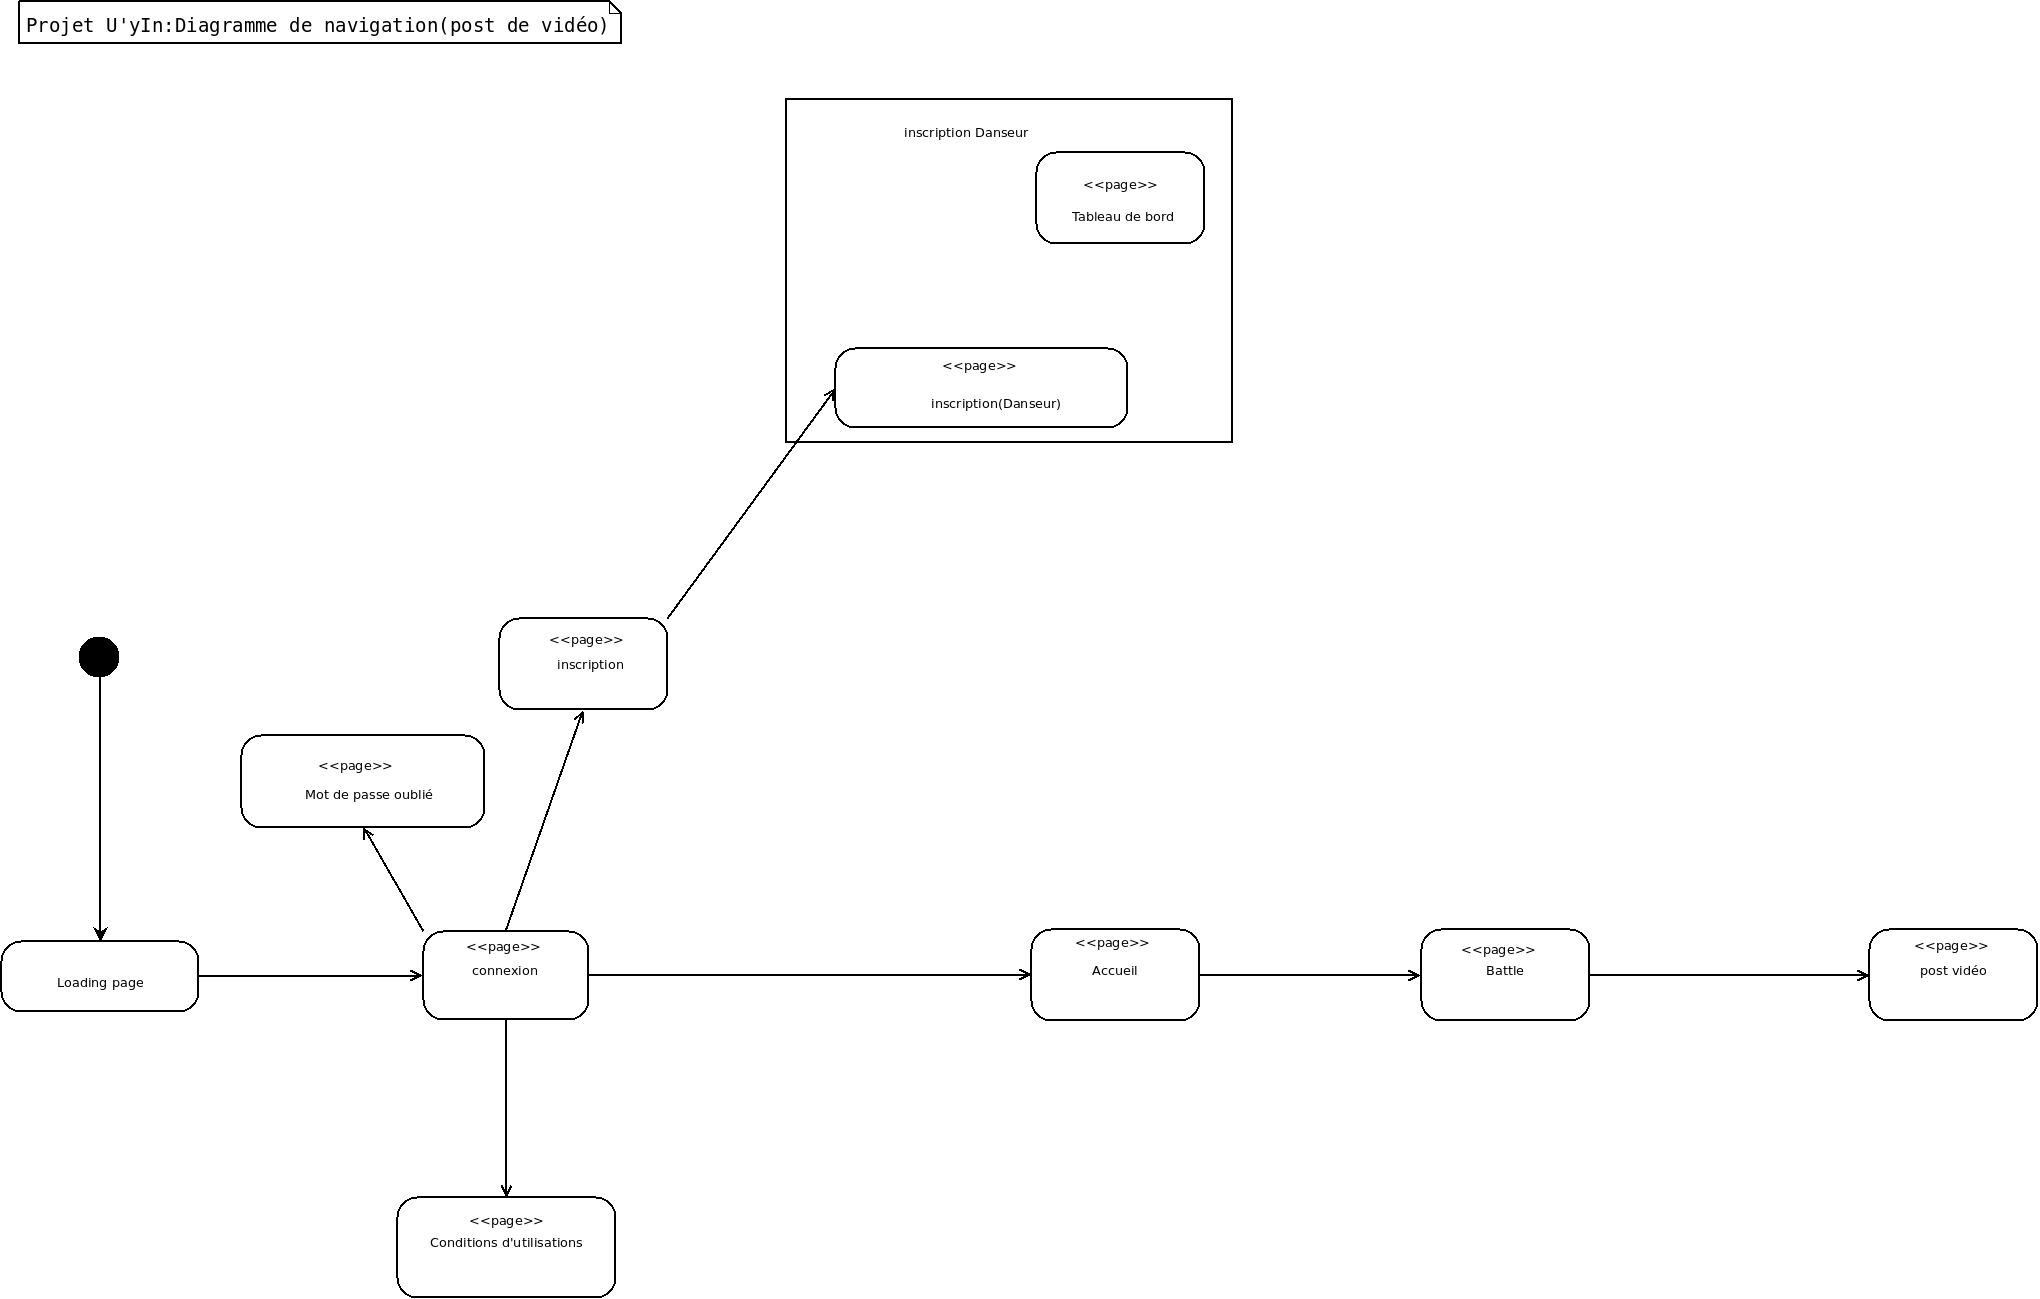 Projet U'yIn:Diagramme de navigation(post de vidéo)
inscription Danseur
<<page>>
Tableau de bord
<<page>>
inscription(Danseur)
<<page>>
inscription
<<page>>
Mot de passe oublié
Loading page
<<page>>
connexion
<<page>>
Accueil
<<page>>
Battle
<<page>>
post vidéo
<<page>>
Conditions d'utilisations